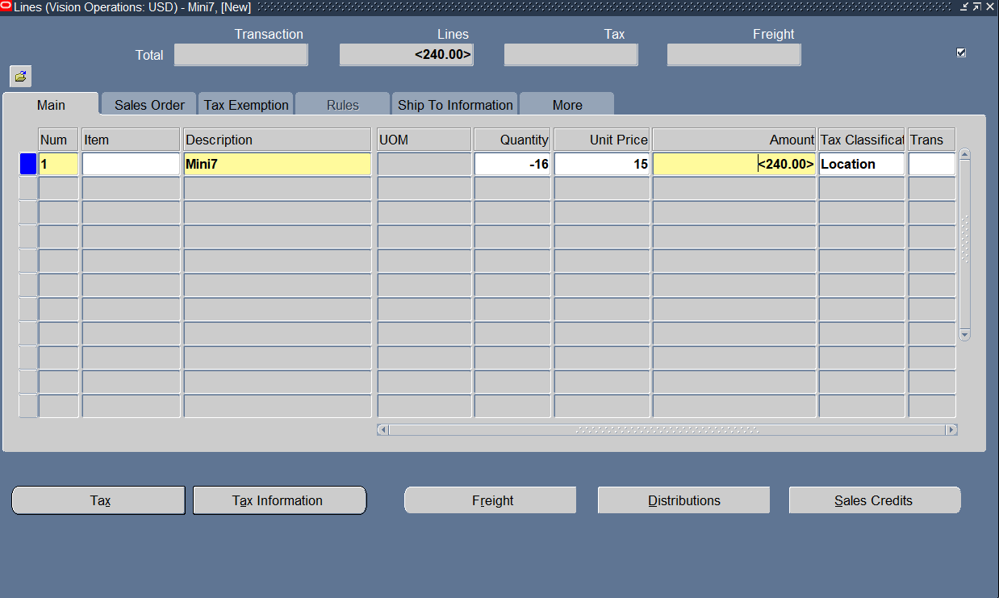 Lines (Vision Operations: USD) - Mini7, [New]
Transaction Lines Tax Freight
Total <240.00>
Main Sales Order Tax Exemption Rules Ship To Information More
Num Item Description UOM Quantity Unit Price Amount Tax Classificat Trans
1 Mini7 -16 15 <240.00> Location
Tax Tax Information Freight Distributions Sales Credits